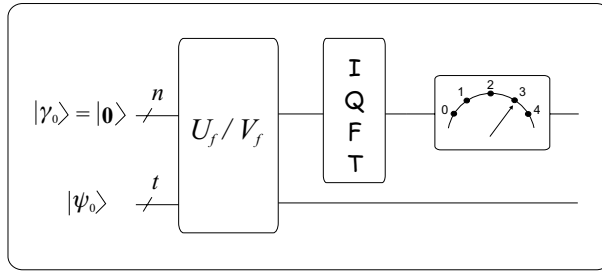 |γ₀⟩ = |0⟩
n
U_f / V_f
I
Q
F
T
0 1 2 3 4
|ψ₀⟩
t